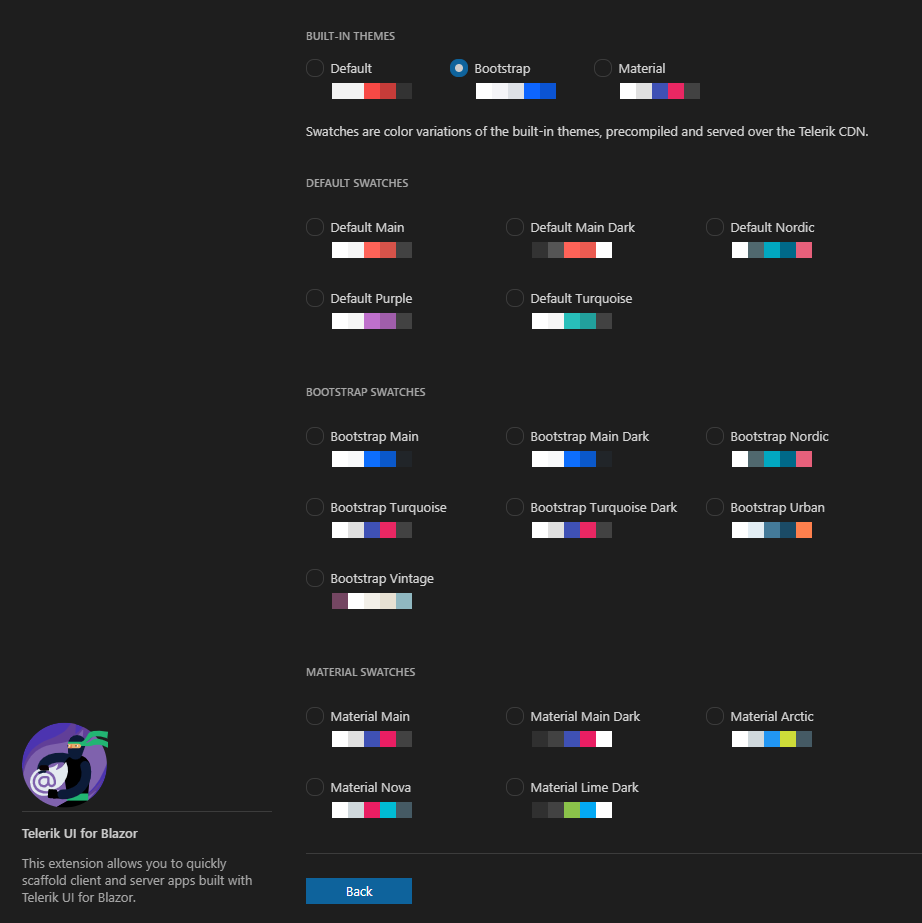 BUILT-IN THEMES
Default Bootstrap Material
Swatches are color variations of the built-in themes, precompiled and served over the Telerik CDN.
DEFAULT SWATCHES
Default Main Default Main Dark Default Nordic
Default Purple Default Turquoise
BOOTSTRAP SWATCHES
Bootstrap Main Bootstrap Main Dark Bootstrap Nordic
Bootstrap Turquoise Bootstrap Turquoise Dark Bootstrap Urban
Bootstrap Vintage
MATERIAL SWATCHES
Material Main Material Main Dark Material Arctic
Material Nova Material Lime Dark
@
Telerik UI for Blazor
This extension allows you to quickly
scaffold client and server apps built with
Telerik UI for Blazor.
Back